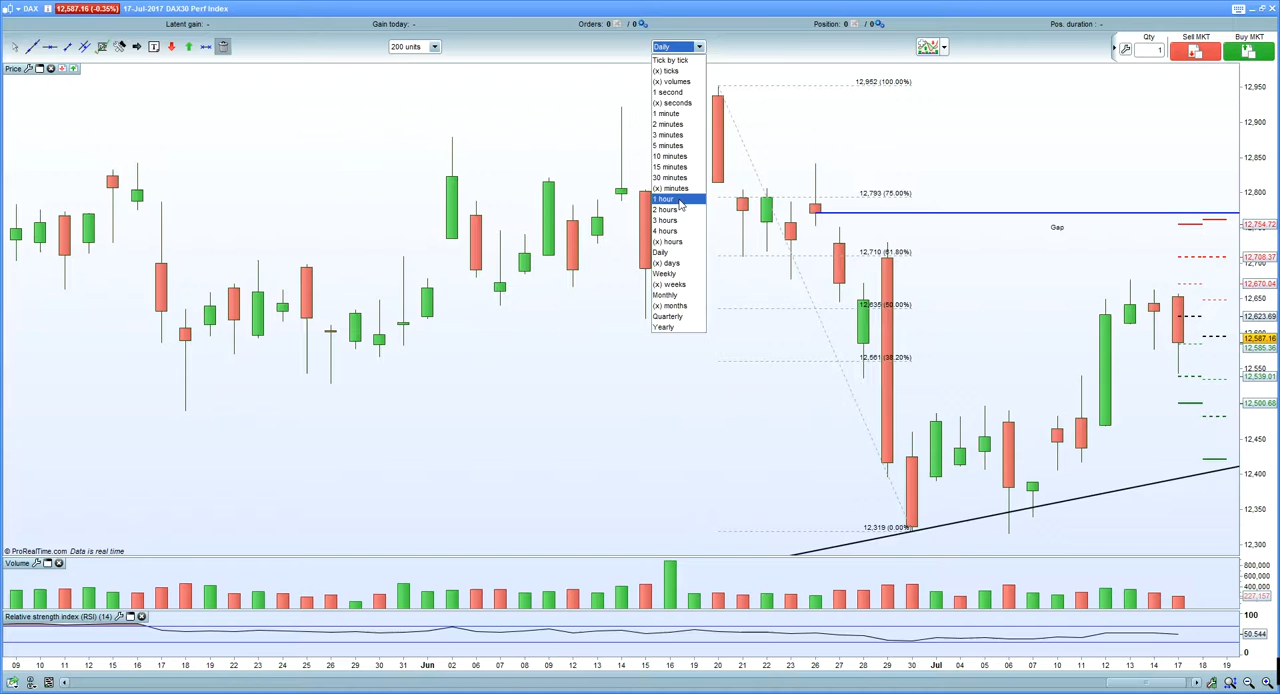 DAX 12,587.16 (-0.35%) 17-Jul-2017 DAX30 Perf Index
Latent gain: - Gain today: - Orders: 0 / 0 Position: 0 / 0 Pos. duration : -
200 units Daily Qty Sell MKT Buy MKT
1
Price
Tick by tick
(x) ticks
(x) volumes
1 second
(x) seconds
1 minute
2 minutes
3 minutes
5 minutes
10 minutes
15 minutes
30 minutes
(x) minutes
1 hour
2 hours
3 hours
4 hours
(x) hours
Daily
(x) days
Weekly
(x) weeks
Monthly
(x) months
Quarterly
Yearly
12,952 (100.00%)
12,793 (75.00%)
12,710 (61.80%)
12,635 (50.00%)
12,561 (38.20%)
12,319 (0.00%)
Gap
12,950
12,900
12,850
12,800
12,754.72
12,708.37
12,670.04
12,650
12,623.69
12,587.16
12,585.36
12,550
12,539.01
12,500.68
12,450
12,400
12,350
12,300
© ProRealTime.com Data is real time
Volume
800,000
600,000
400,000
227,157
Relative strength index (RSI) (14)
100
50.544
0
09 10 11 12 15 16 17 18 19 22 23 24 25 26 29 30 31 Jun 02 06 07 08 09 12 13 14 15 16 19 20 21 22 23 26 27 28 29 30 Jul 04 05 06 07 10 11 12 13 14 17 18 19